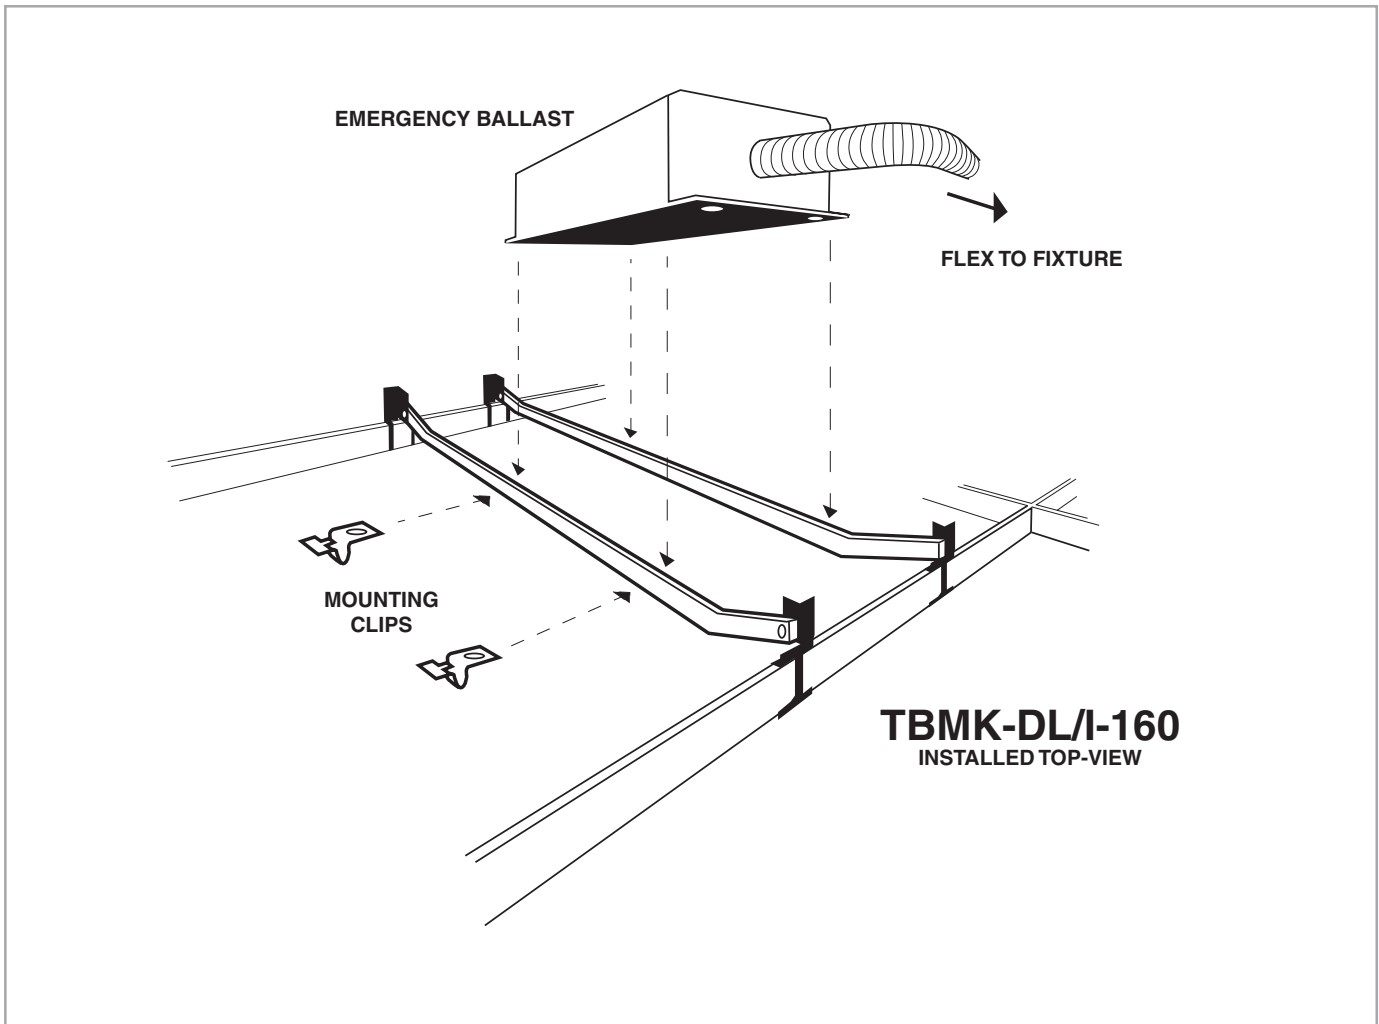 EMERGENCY BALLAST
FLEX TO FIXTURE
MOUNTING
CLIPS
TBMK-DL/I-160
INSTALLED TOP-VIEW